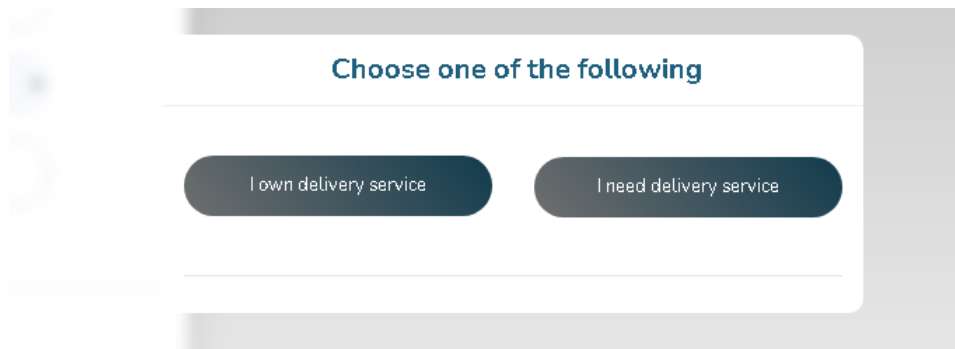 Choose one of the following
I own delivery service
I need delivery service